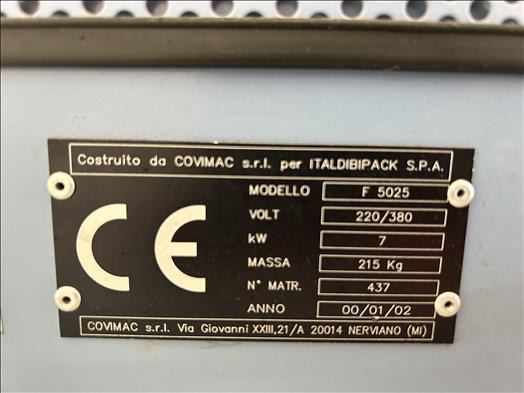 Costruito da COVIMAC s.r.l. per ITALDIBIPACK S.P.A.
CE
MODELLO F 5025
VOLT 220/380
kW 7
MASSA 215 Kg
N° MATR. 437
ANNO 00/01/02
COVIMAC s.r.l. Via Giovanni XXIII,21/A 20014 NERVIANO (MI)